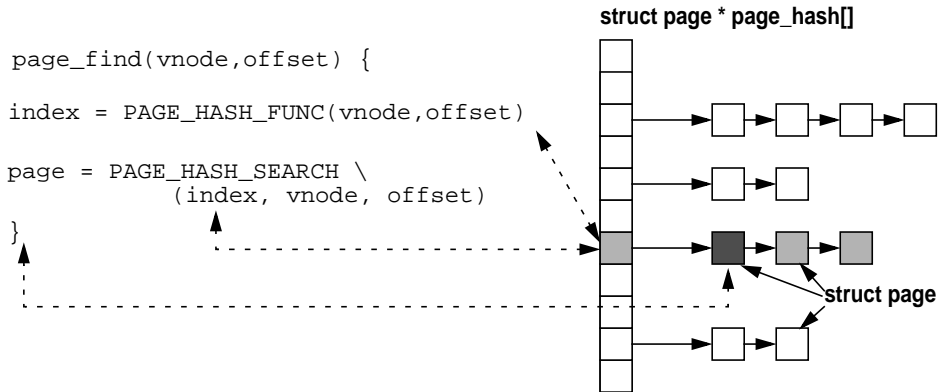 struct page * page_hash[]
page_find(vnode,offset) {
index = PAGE_HASH_FUNC(vnode,offset)
page = PAGE_HASH_SEARCH \
(index, vnode, offset)
}
struct page